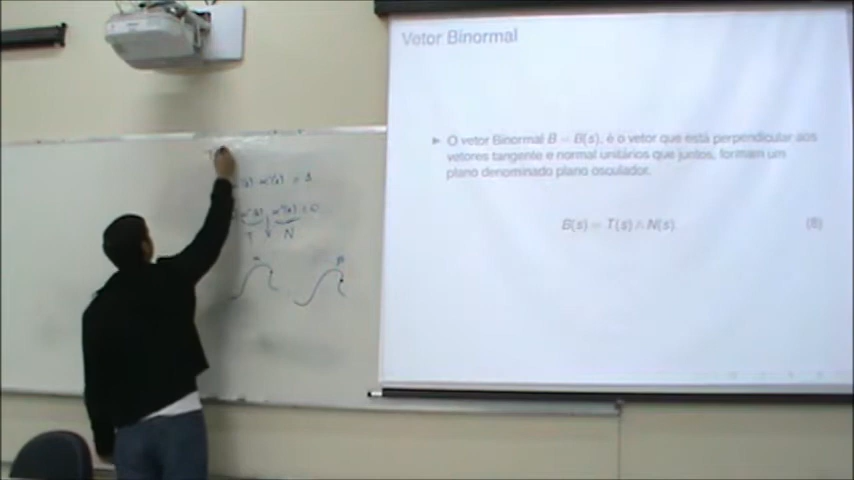 Vetor Binormal
► O vetor Binormal B = B(s), é o vetor que está perpendicular aos
vetores tangente e normal unitários que juntos, formam um
plano denominado plano osculador.
B(s) = T(s) ∧ N(s). (8)
T N